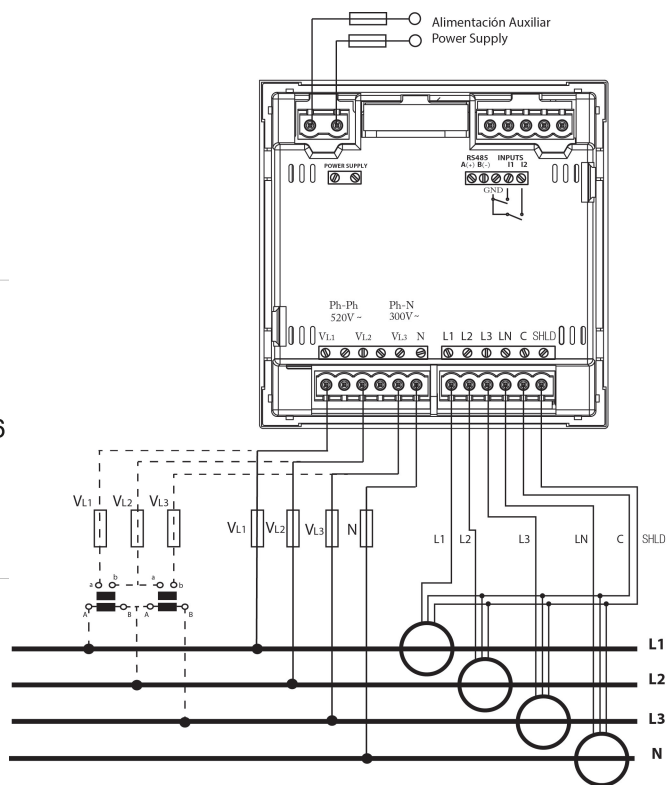 Alimentación Auxiliar
Power Supply
POWER SUPPLY
RS485 INPUTS
A(+) B(-) I1 I2
GND
Ph-Ph Ph-N
520V ~ 300V ~
VL1 VL2 VL3 N L1 L2 L3 LN C SHLD
6
VL1 VL2 VL3
VL1 VL2 VL3 N
L1 L2 L3 LN C SHLD
a b a b
A B A B
L1
L2
L3
N